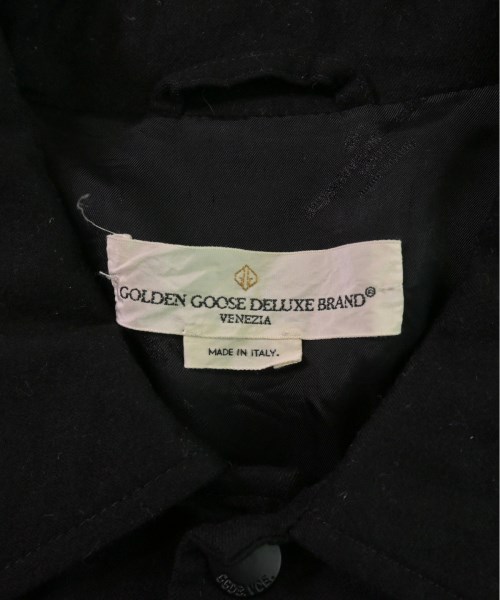 GOLDEN GOOSE DELUXE BRAND®
VENEZIA
MADE IN ITALY.